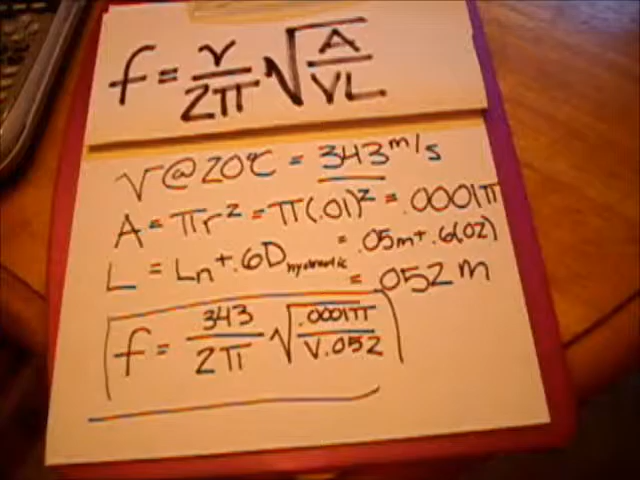 f = v/2π √A/VL
V@20°C = 343 m/s
A = πr² = π(.01)² = .0001π
L = Ln + .6D hydraulic = .05m + .6(.02)
= .052 m
f = 343/2π √.0001π/V.052